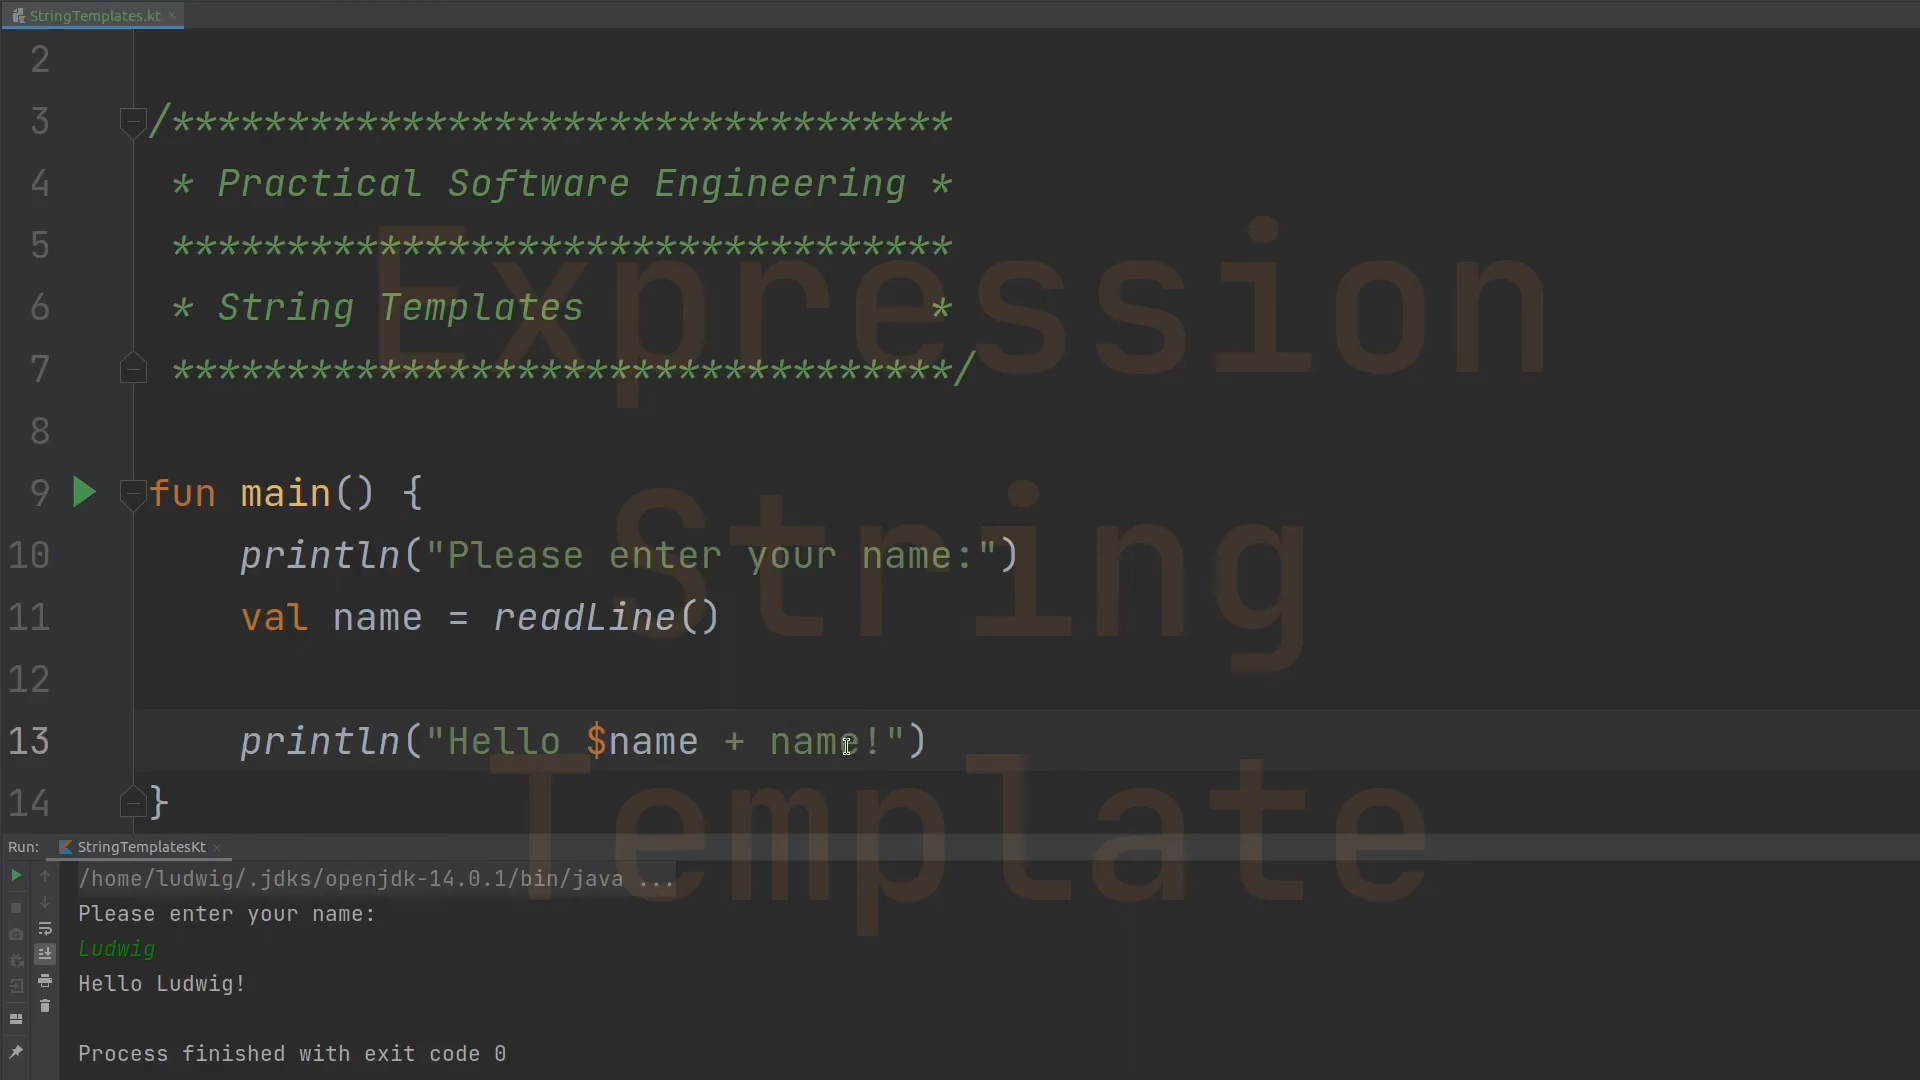 StringTemplates.kt
2
3 /**********************************
4 * Practical Software Engineering *
5 **********************************
6 * String Templates *
7 **********************************/
8
9 fun main() {
10 println("Please enter your name:")
11 val name = readLine()
12
13 println("Hello $name + name!")
14 }
Expression
String
Template
Run: StringTemplatesKt
/home/ludwig/.jdks/openjdk-14.0.1/bin/java ...
Please enter your name:
Ludwig
Hello Ludwig!
Process finished with exit code 0